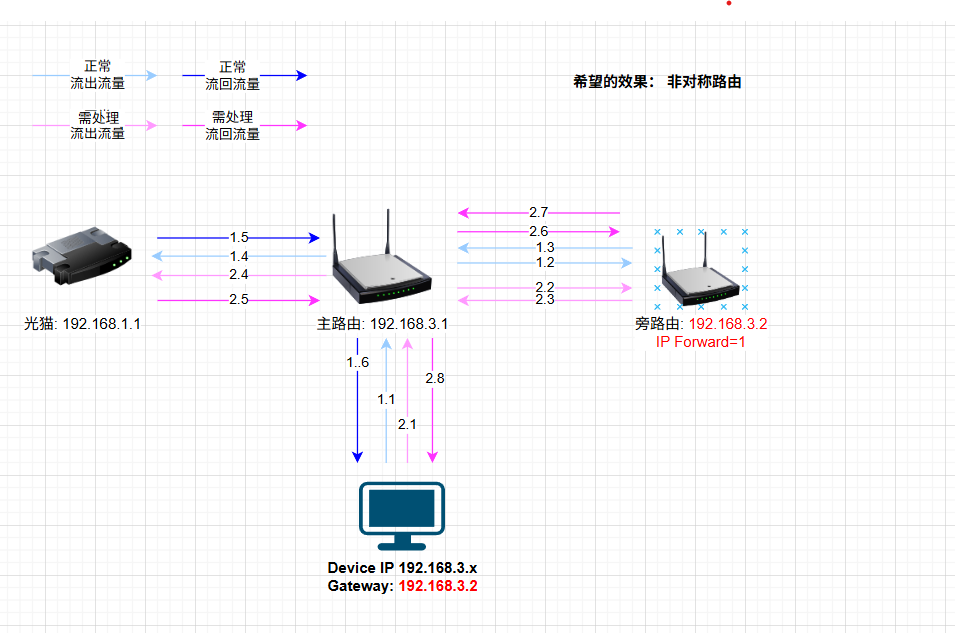 正常
流出流量
正常
流回流量
希望的效果： 非对称路由
需处理
流出流量
需处理
流回流量
2.7
2.6
1.5
1.3
1.4
1.2
2.4
2.2
2.5
2.3
光猫: 192.168.1.1
主路由: 192.168.3.1
旁路由: 192.168.3.2
IP Forward=1
1..6
2.8
1.1
2.1
Device IP 192.168.3.x
Gateway: 192.168.3.2